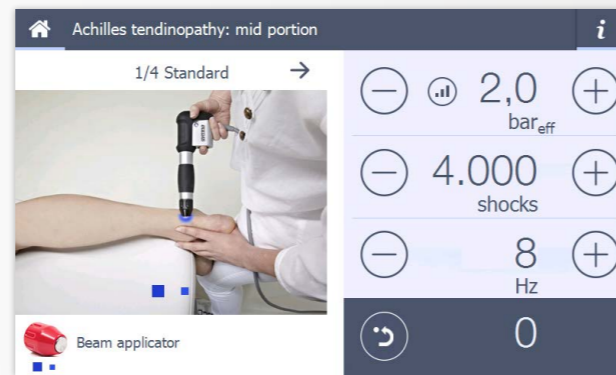 Achilles tendinopathy: mid portion
i
1/4 Standard
2,0
bar eff
4.000
shocks
8
Hz
0
Beam applicator